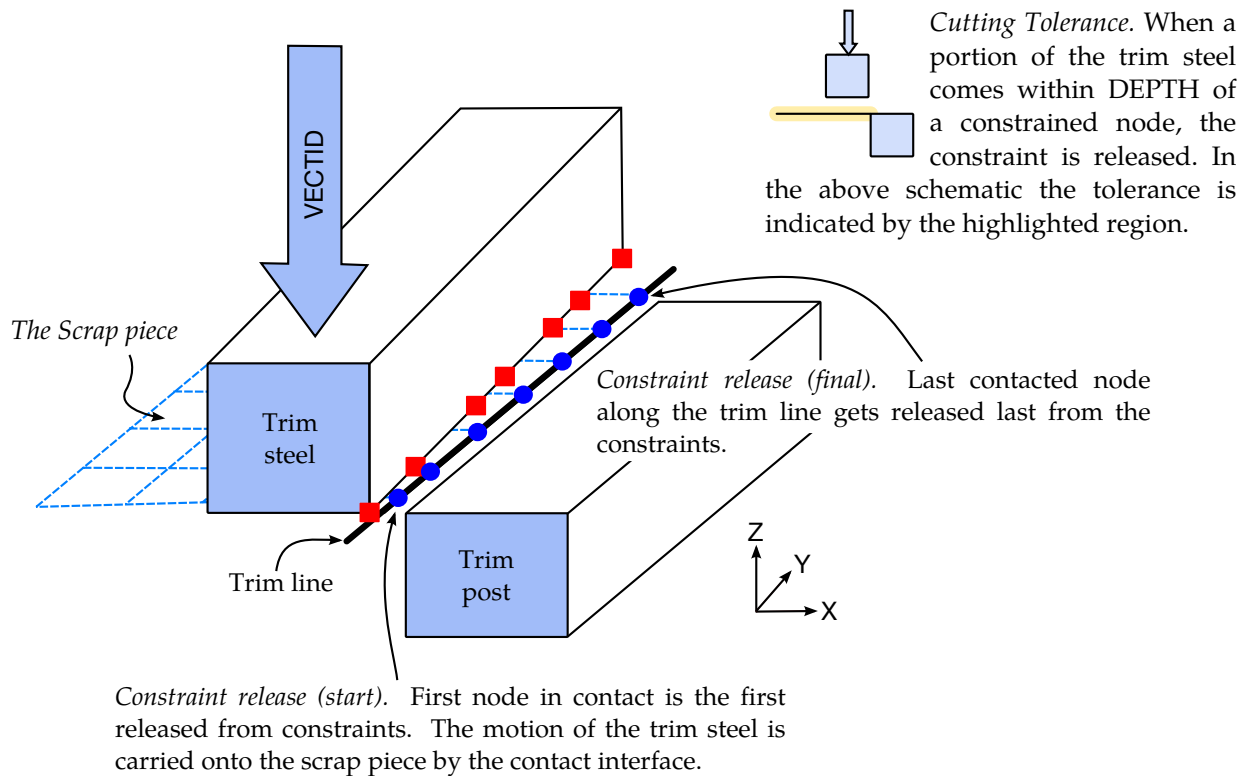 Cutting Tolerance. When a
portion of the trim steel
comes within DEPTH of
a constrained node, the
constraint is released. In
the above schematic the tolerance is
indicated by the highlighted region.
VECTID
The Scrap piece
Trim
steel
Constraint release (final). Last contacted node
along the trim line gets released last from the
constraints.
Trim line
Trim
post
Z
Y
X
Constraint release (start). First node in contact is the first
released from constraints. The motion of the trim steel is
carried onto the scrap piece by the contact interface.